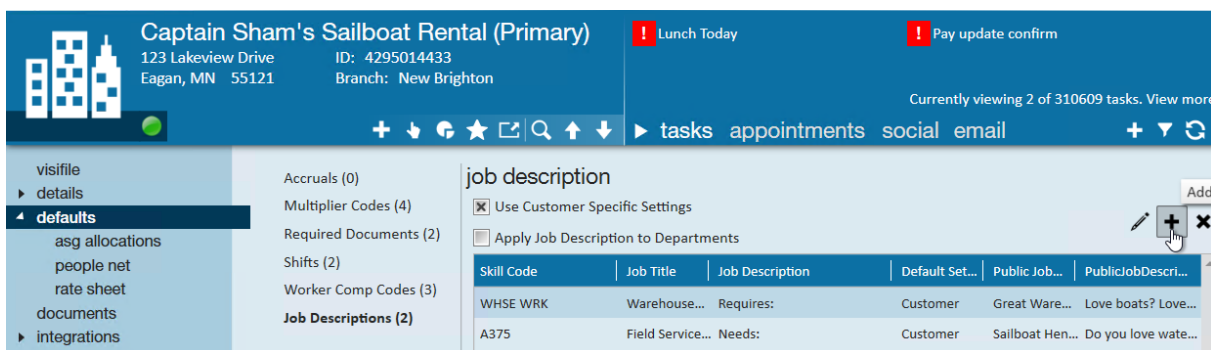 Captain Sham's Sailboat Rental (Primary)
123 Lakeview Drive ID: 4295014433
Eagan, MN 55121 Branch: New Brighton
! Lunch Today ! Pay update confirm
Currently viewing 2 of 310609 tasks. View more
tasks appointments social email
visifile
details
defaults
asg allocations
people net
rate sheet
documents
integrations
Accruals (0)
Multiplier Codes (4)
Required Documents (2)
Shifts (2)
Worker Comp Codes (3)
Job Descriptions (2)
job description
Use Customer Specific Settings
Apply Job Description to Departments
Add
Skill Code Job Title Job Description Default Set... Public Job... PublicJobDescri...
WHSE WRK Warehouse... Requires: Customer Great Ware... Love boats? Love...
A375 Field Service... Needs: Customer Sailboat Hen... Do you love wate...